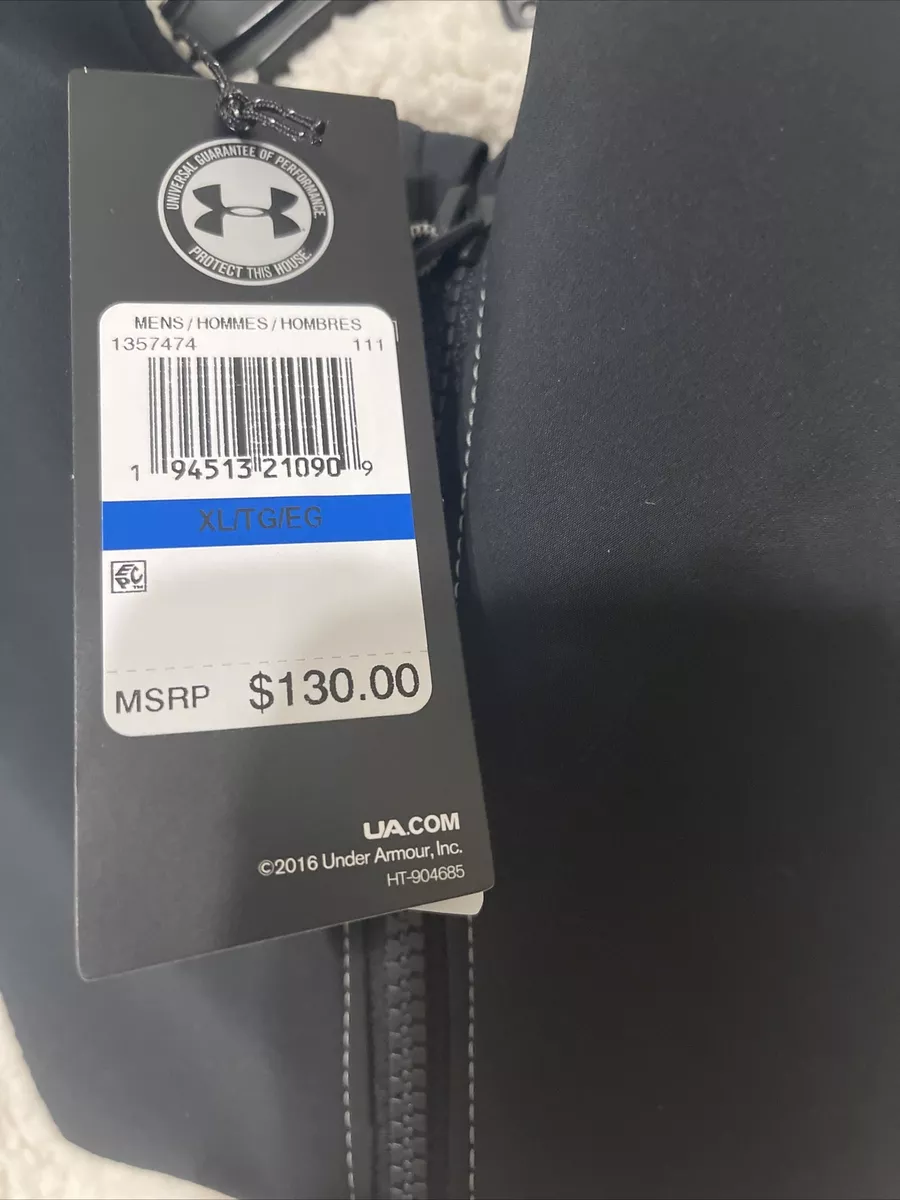 UNIVERSAL GUARANTEE OF PERFORMANCE
PROTECT THIS HOUSE
MENS / HOMMES / HOMBRES
1357474 111
1 94513 21090 9
XL/TG/EG
EPC™
MSRP $130.00
UA.COM
©2016 Under Armour, Inc.
HT-904685